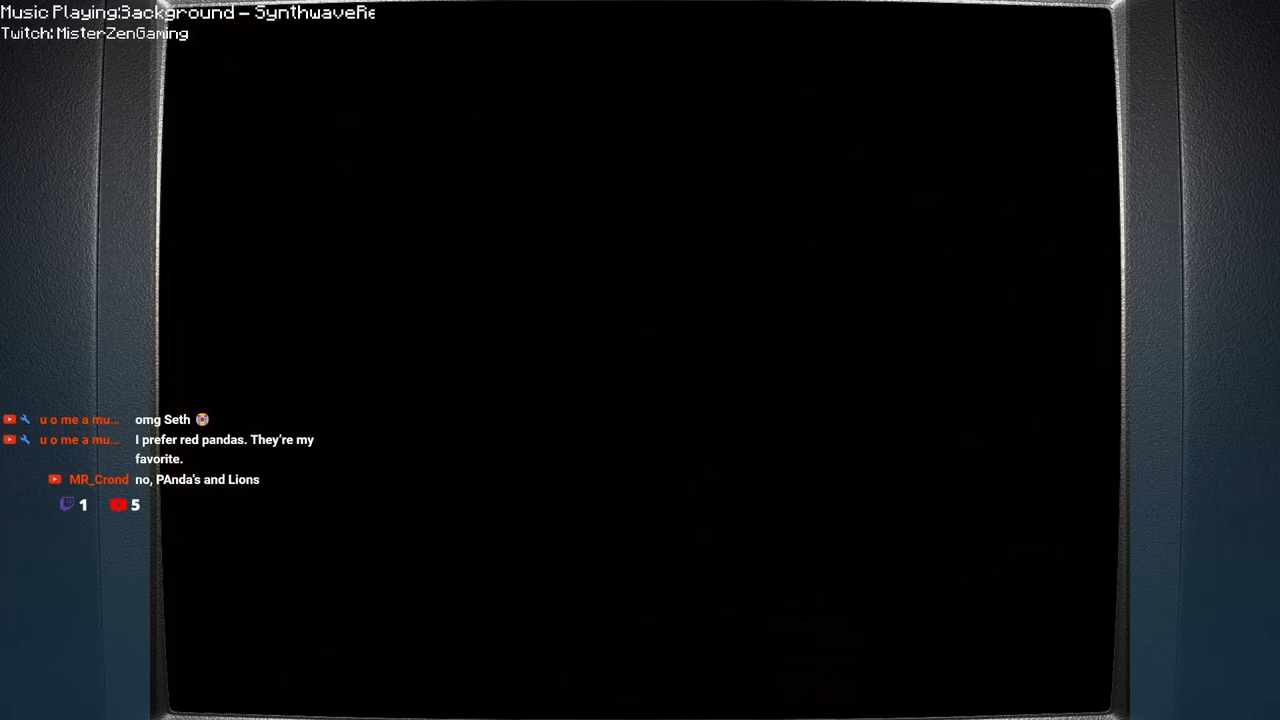 Music Playing:Background – SynthwaveRe
Twitch: MisterZenGaming
u o me a mu... omg Seth
u o me a mu... I prefer red pandas. They're my
favorite.
MR_Crond no, PAnda's and Lions
1 5